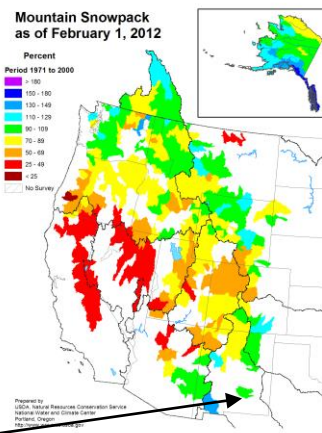 Mountain Snowpack
as of February 1, 2012
Percent
Period 1971 to 2000
> 180
150 - 180
130 - 149
110 - 129
90 - 109
70 - 89
50 - 69
25 - 49
< 25
No Survey
Prepared by
USDA, Natural Resources Conservation Service
National Water and Climate Center
Portland, Oregon